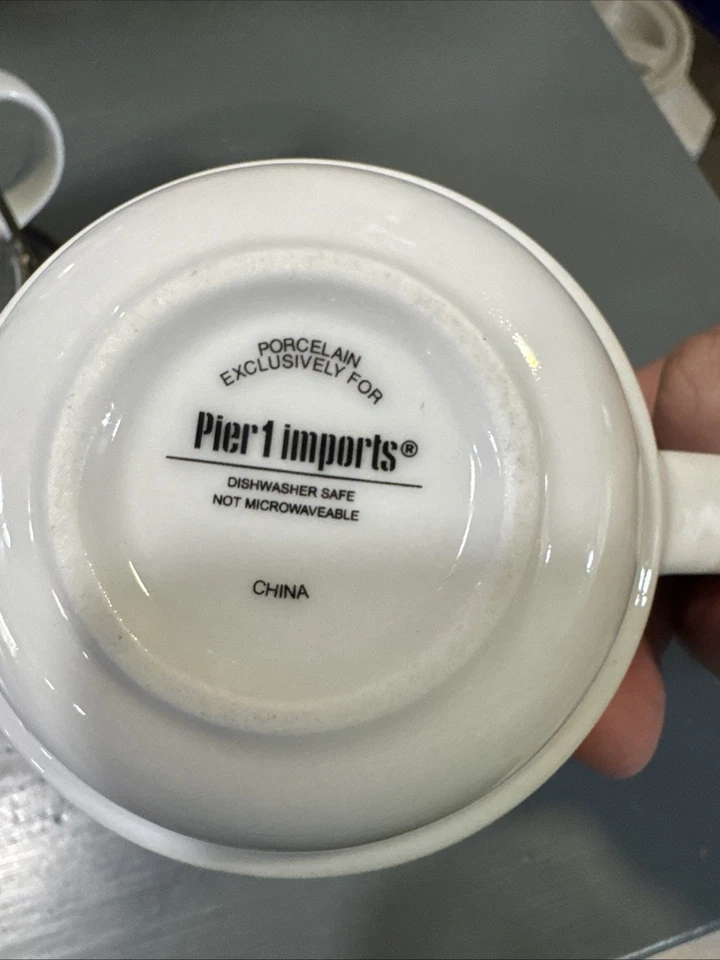 PORCELAIN
EXCLUSIVELY FOR
Pier 1 imports®
DISHWASHER SAFE
NOT MICROWAVEABLE
CHINA